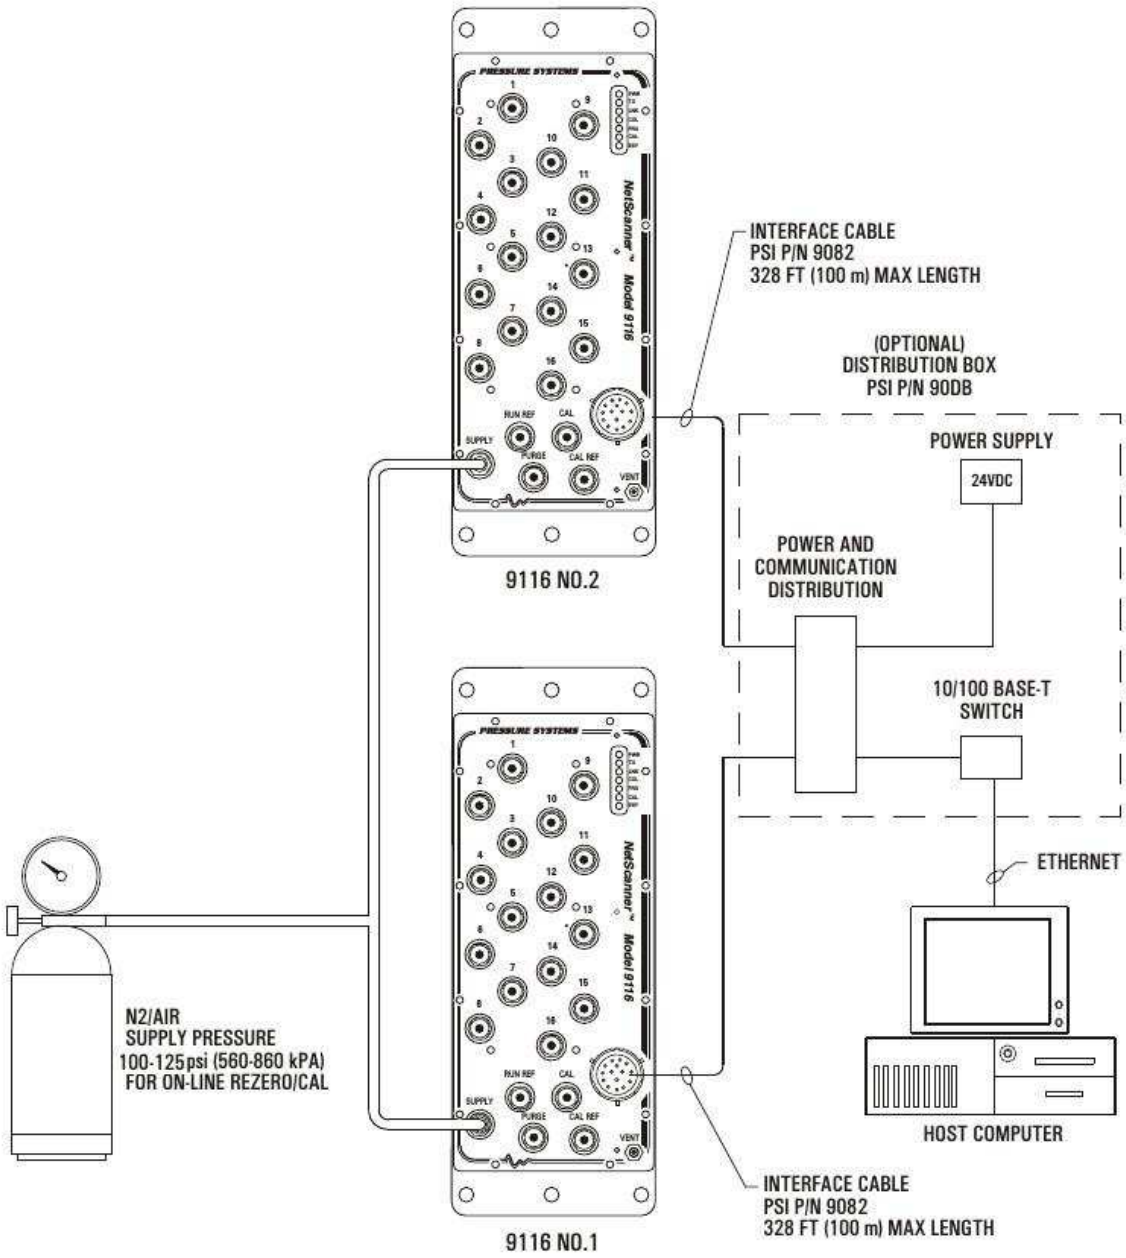 PRESSURE SYSTEMS
1
9
2
10
3
11
4
12
5
13
6
14
7
15
8
16
NetScanner™ Model 9116
RUN REF
CAL
SUPPLY
PURGE
CAL REF
VENT
9116 NO.2
INTERFACE CABLE
PSI P/N 9082
328 FT (100 m) MAX LENGTH
(OPTIONAL)
DISTRIBUTION BOX
PSI P/N 90DB
POWER SUPPLY
24VDC
POWER AND
COMMUNICATION
DISTRIBUTION
10/100 BASE-T
SWITCH
ETHERNET
HOST COMPUTER
PRESSURE SYSTEMS
1
9
2
10
3
11
4
12
5
13
6
14
7
15
8
16
NetScanner™ Model 9116
RUN REF
CAL
SUPPLY
PURGE
CAL REF
VENT
9116 NO.1
N2/AIR
SUPPLY PRESSURE
100-125psi (560-860 kPA)
FOR ON-LINE REZERO/CAL
INTERFACE CABLE
PSI P/N 9082
328 FT (100 m) MAX LENGTH